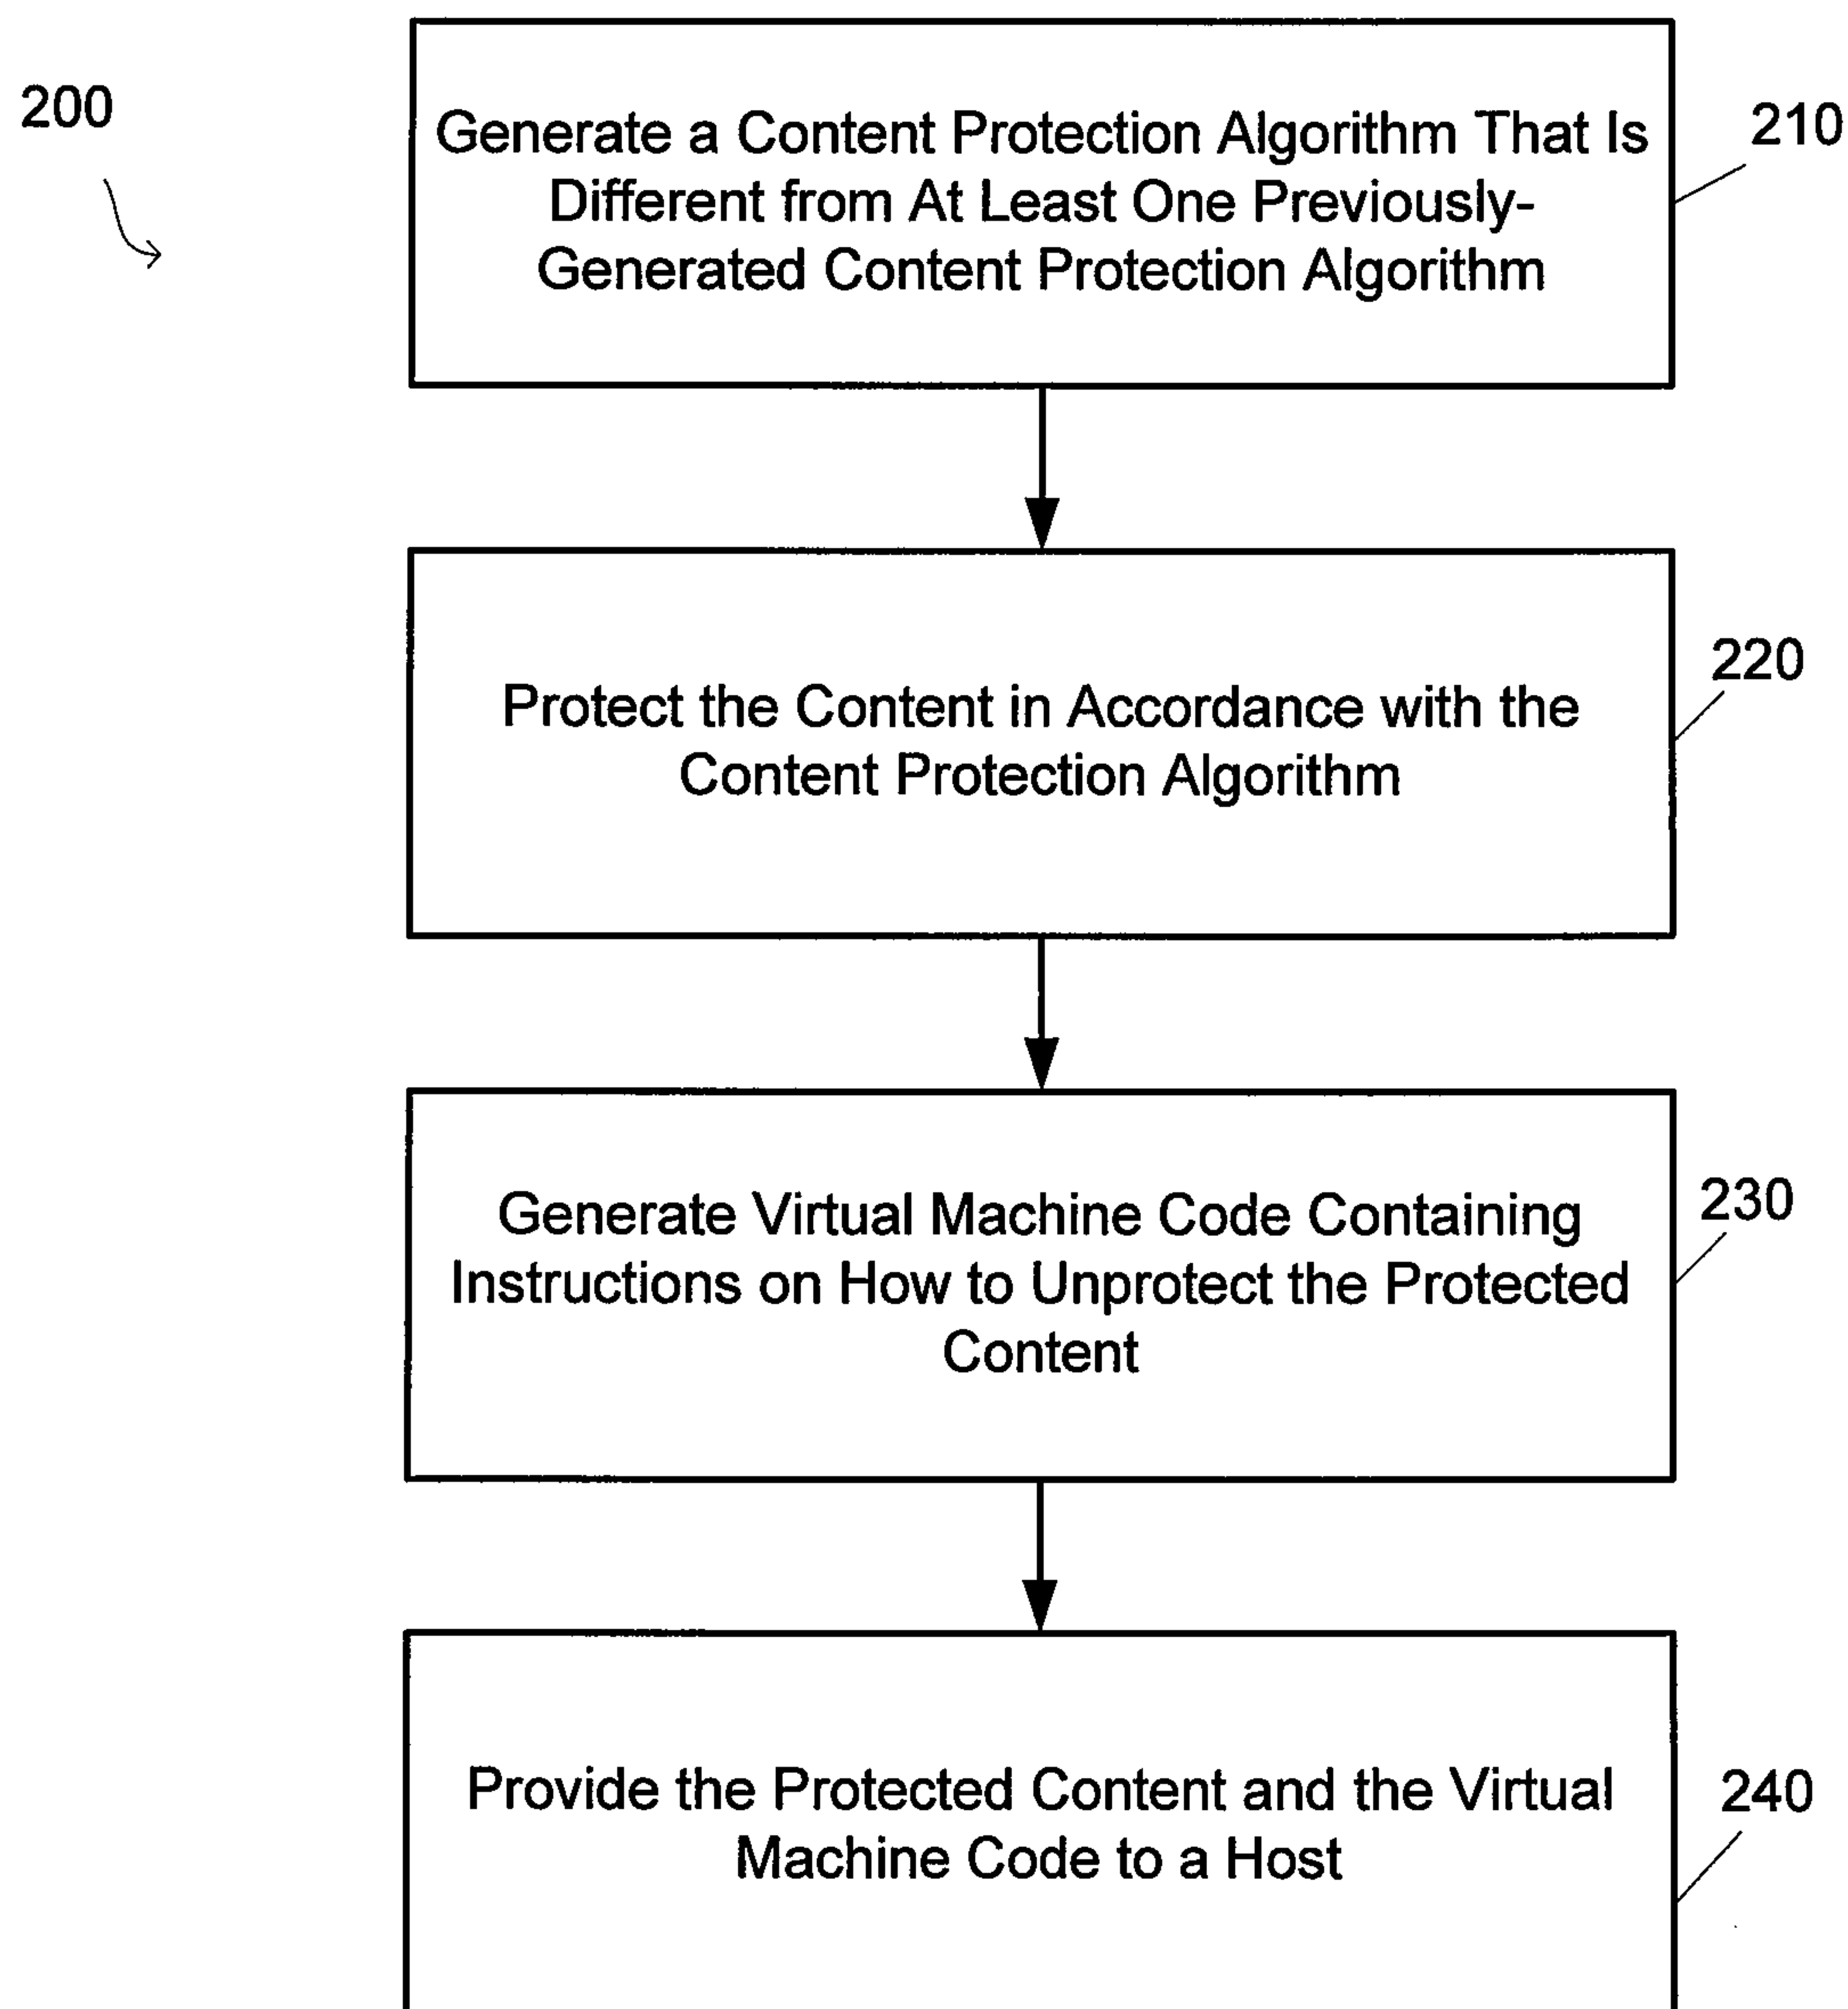 200
Generate a Content Protection Algorithm That Is
Different from At Least One Previously-
Generated Content Protection Algorithm
210
Protect the Content in Accordance with the
Content Protection Algorithm
220
Generate Virtual Machine Code Containing
Instructions on How to Unprotect the Protected
Content
230
Provide the Protected Content and the Virtual
Machine Code to a Host
240